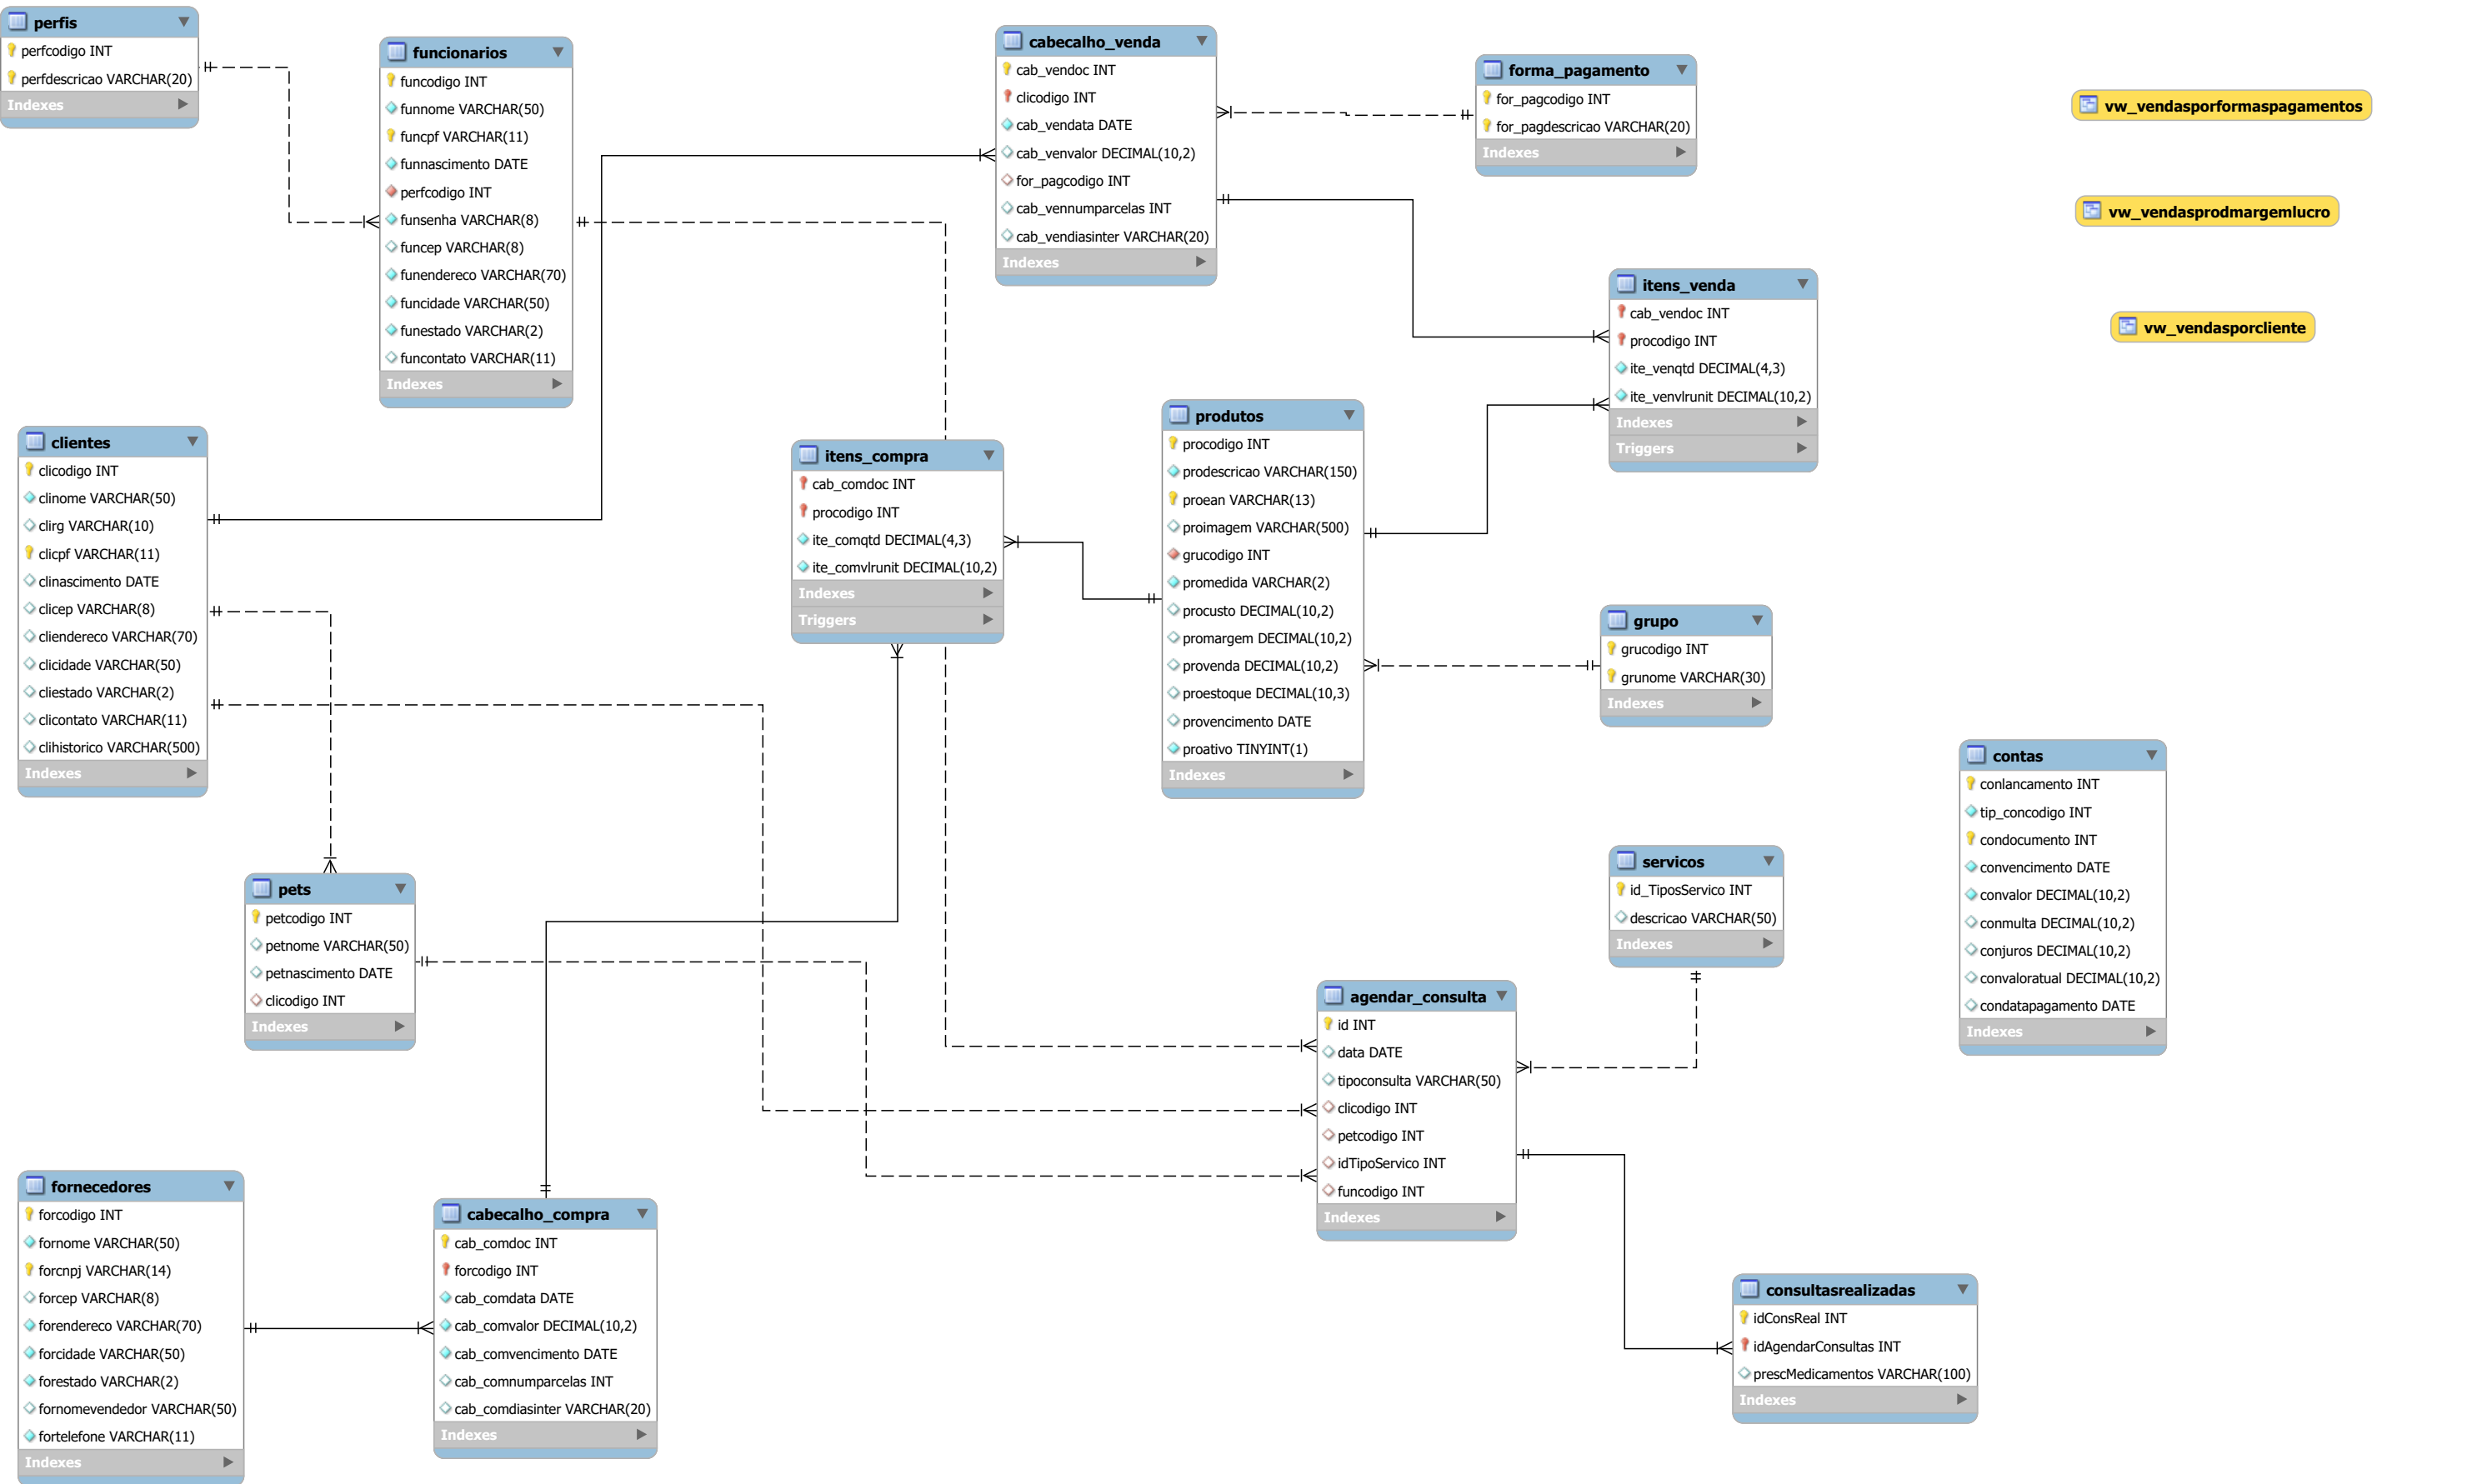 perfis
perfcodigo INT
perfdescricao VARCHAR(20)
Indexes
funcionarios
funcodigo INT
funnome VARCHAR(50)
funcpf VARCHAR(11)
funnascimento DATE
perfcodigo INT
funsenha VARCHAR(8)
funcep VARCHAR(8)
funendereco VARCHAR(70)
funcidade VARCHAR(50)
funestado VARCHAR(2)
funcontato VARCHAR(11)
Indexes
cabecalho_venda
cab_vendoc INT
clicodigo INT
cab_vendata DATE
cab_venvalor DECIMAL(10,2)
for_pagcodigo INT
cab_vennumparcelas INT
cab_vendiasinter VARCHAR(20)
Indexes
forma_pagamento
for_pagcodigo INT
for_pagdescricao VARCHAR(20)
Indexes
vw_vendasporformaspagamentos
vw_vendasprodmargemlucro
vw_vendasporcliente
itens_venda
cab_vendoc INT
procodigo INT
ite_venqtd DECIMAL(4,3)
ite_venvlrunit DECIMAL(10,2)
Indexes
Triggers
clientes
clicodigo INT
clinome VARCHAR(50)
clirg VARCHAR(10)
clicpf VARCHAR(11)
clinascimento DATE
clicep VARCHAR(8)
cliendereco VARCHAR(70)
clicidade VARCHAR(50)
cliestado VARCHAR(2)
clicontato VARCHAR(11)
clihistorico VARCHAR(500)
Indexes
itens_compra
cab_comdoc INT
procodigo INT
ite_comqtd DECIMAL(4,3)
ite_comvlrunit DECIMAL(10,2)
Indexes
Triggers
produtos
procodigo INT
prodescricao VARCHAR(150)
proean VARCHAR(13)
proimagem VARCHAR(500)
grucodigo INT
promedida VARCHAR(2)
procusto DECIMAL(10,2)
promargem DECIMAL(10,2)
provenda DECIMAL(10,2)
proestoque DECIMAL(10,3)
provencimento DATE
proativo TINYINT(1)
Indexes
grupo
grucodigo INT
grunome VARCHAR(30)
Indexes
contas
conlancamento INT
tip_concodigo INT
condocumento INT
convencimento DATE
convalor DECIMAL(10,2)
conmulta DECIMAL(10,2)
conjuros DECIMAL(10,2)
convaloratual DECIMAL(10,2)
condatapagamento DATE
Indexes
pets
petcodigo INT
petnome VARCHAR(50)
petnascimento DATE
clicodigo INT
Indexes
servicos
id_TiposServico INT
descricao VARCHAR(50)
Indexes
agendar_consulta
id INT
data DATE
tipoconsulta VARCHAR(50)
clicodigo INT
petcodigo INT
idTipoServico INT
funcodigo INT
Indexes
fornecedores
forcodigo INT
fornome VARCHAR(50)
forcnpj VARCHAR(14)
forcep VARCHAR(8)
forendereco VARCHAR(70)
forcidade VARCHAR(50)
forestado VARCHAR(2)
fornomevendedor VARCHAR(50)
fortelefone VARCHAR(11)
Indexes
cabecalho_compra
cab_comdoc INT
forcodigo INT
cab_comdata DATE
cab_comvalor DECIMAL(10,2)
cab_comvencimento DATE
cab_comnumparcelas INT
cab_comdiasinter VARCHAR(20)
Indexes
consultasrealizadas
idConsReal INT
idAgendarConsultas INT
prescMedicamentos VARCHAR(100)
Indexes